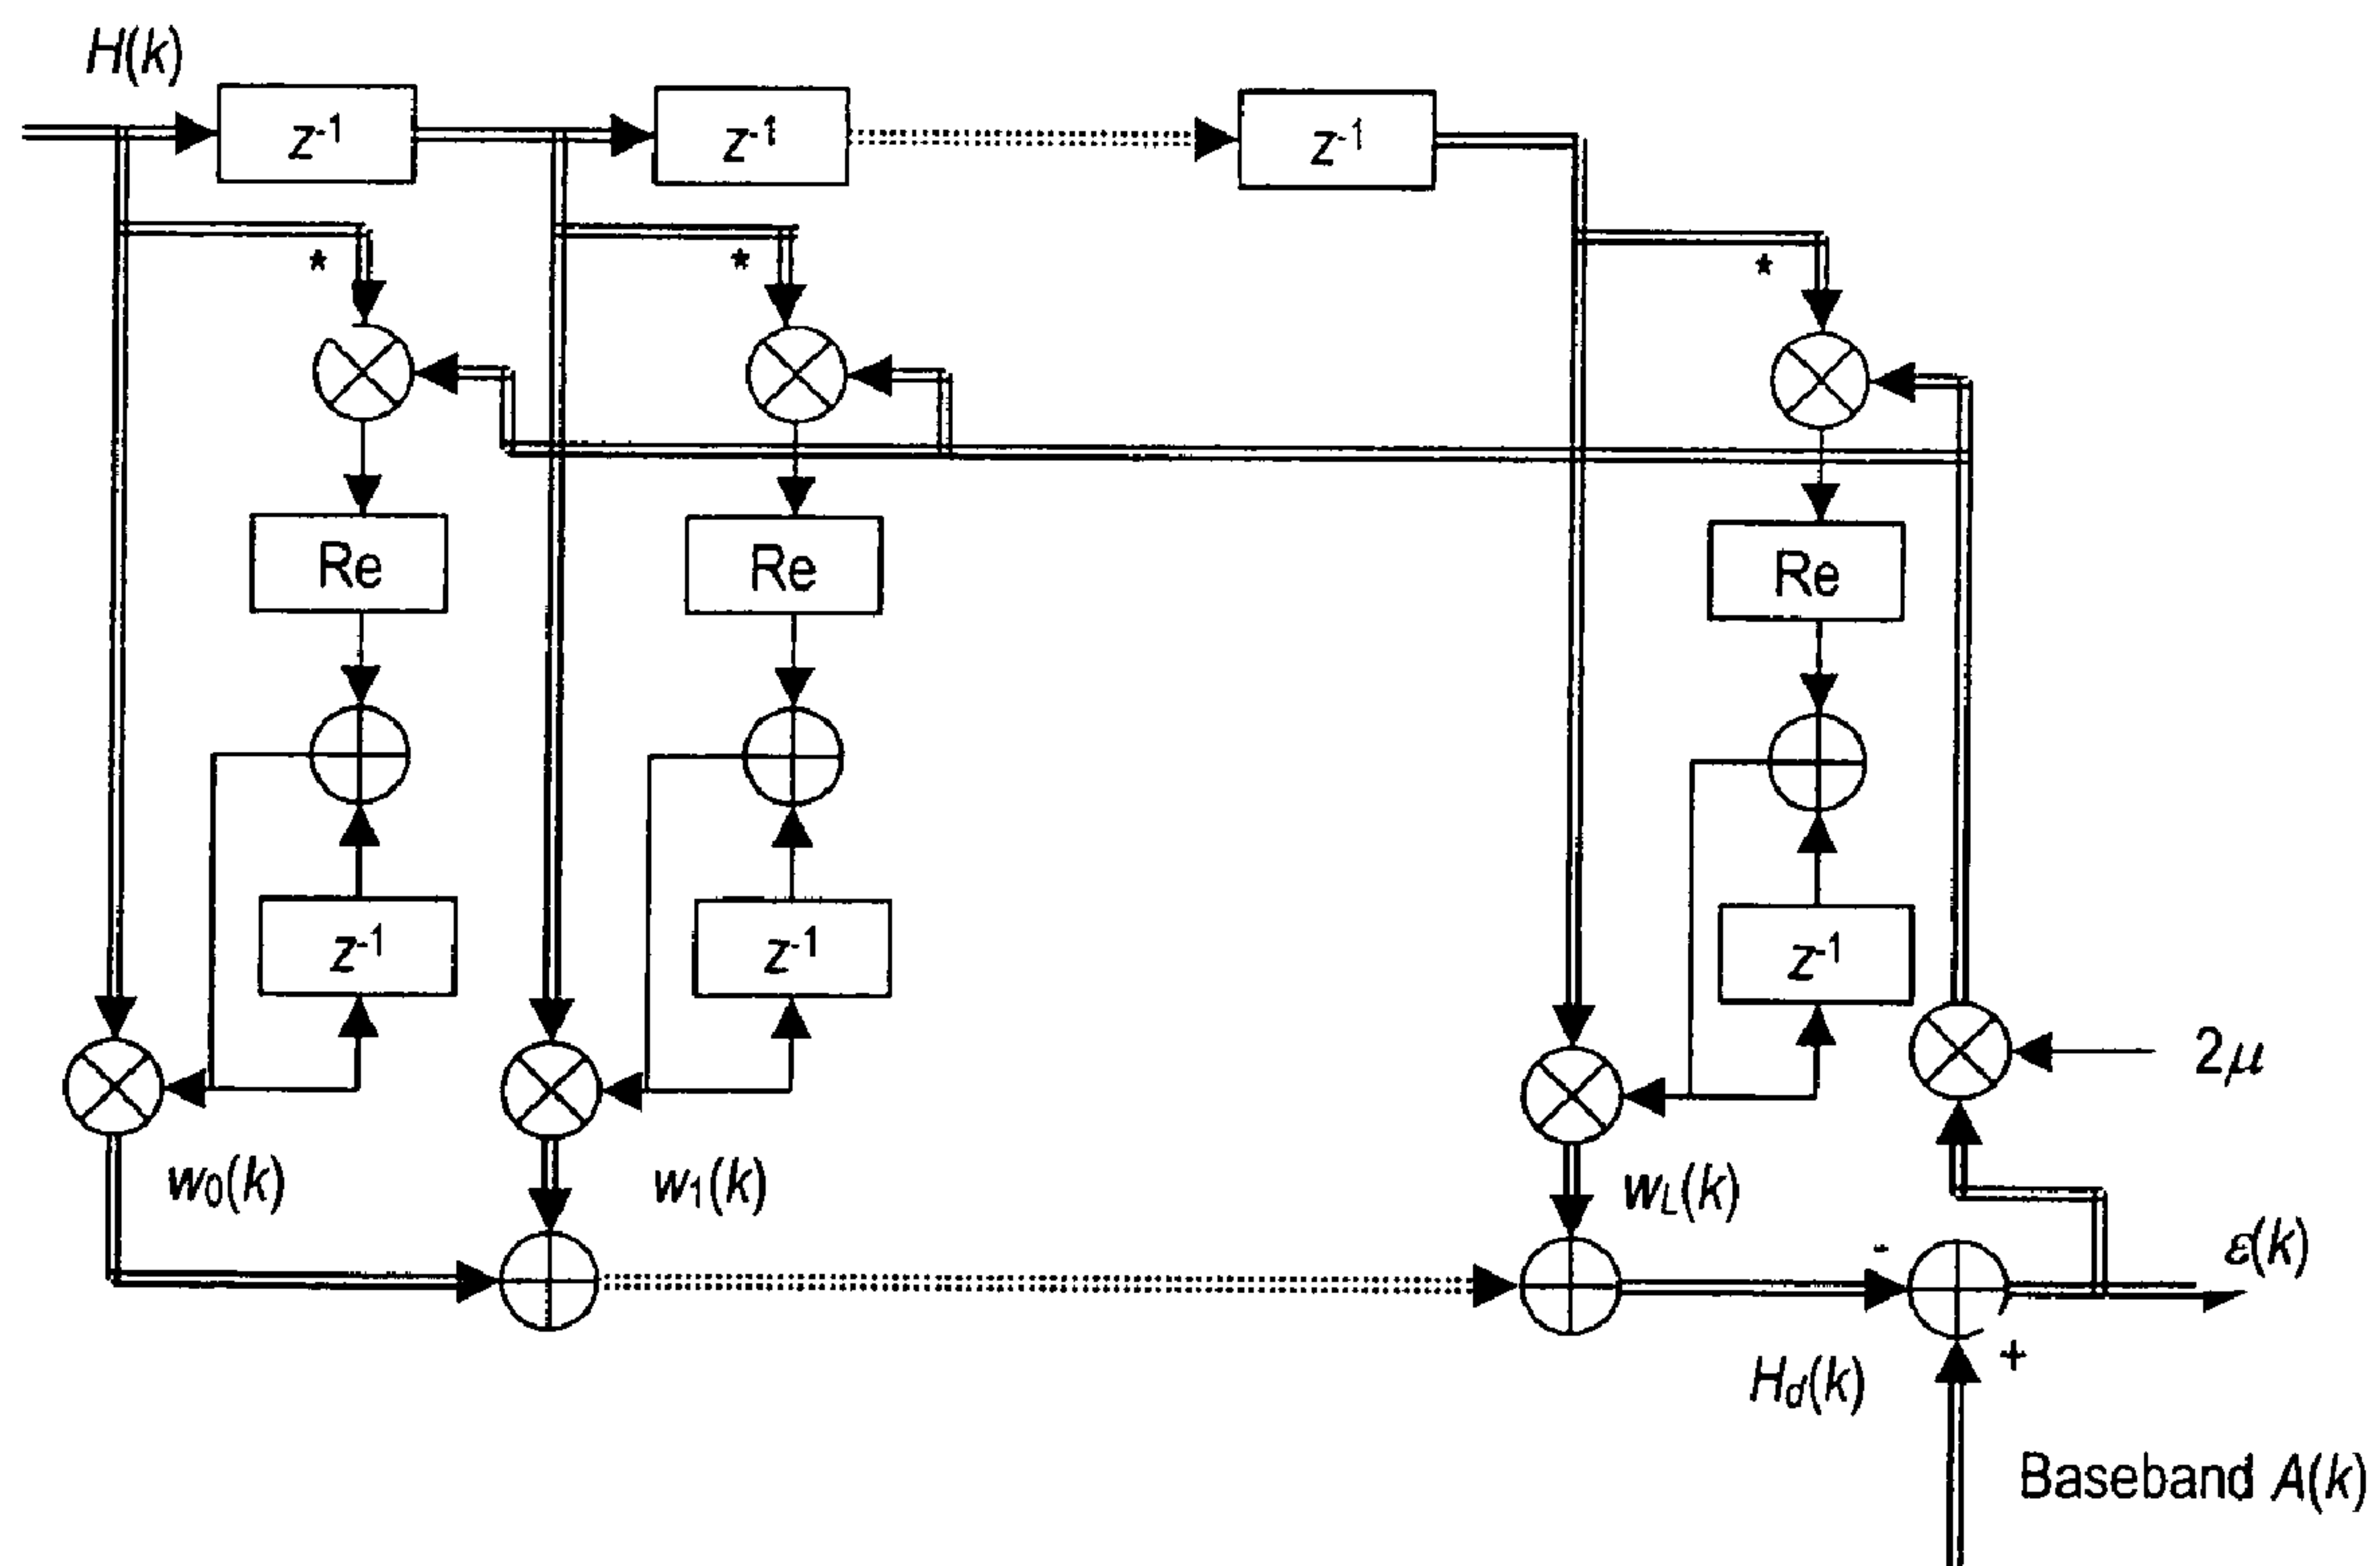 H(k)
z-1
z-1
z-1
*
*
*
Re
Re
Re
z-1
z-1
z-1
2μ
w0(k)
w1(k)
wL(k)
-
ε(k)
+
Hd(k)
Baseband A(k)